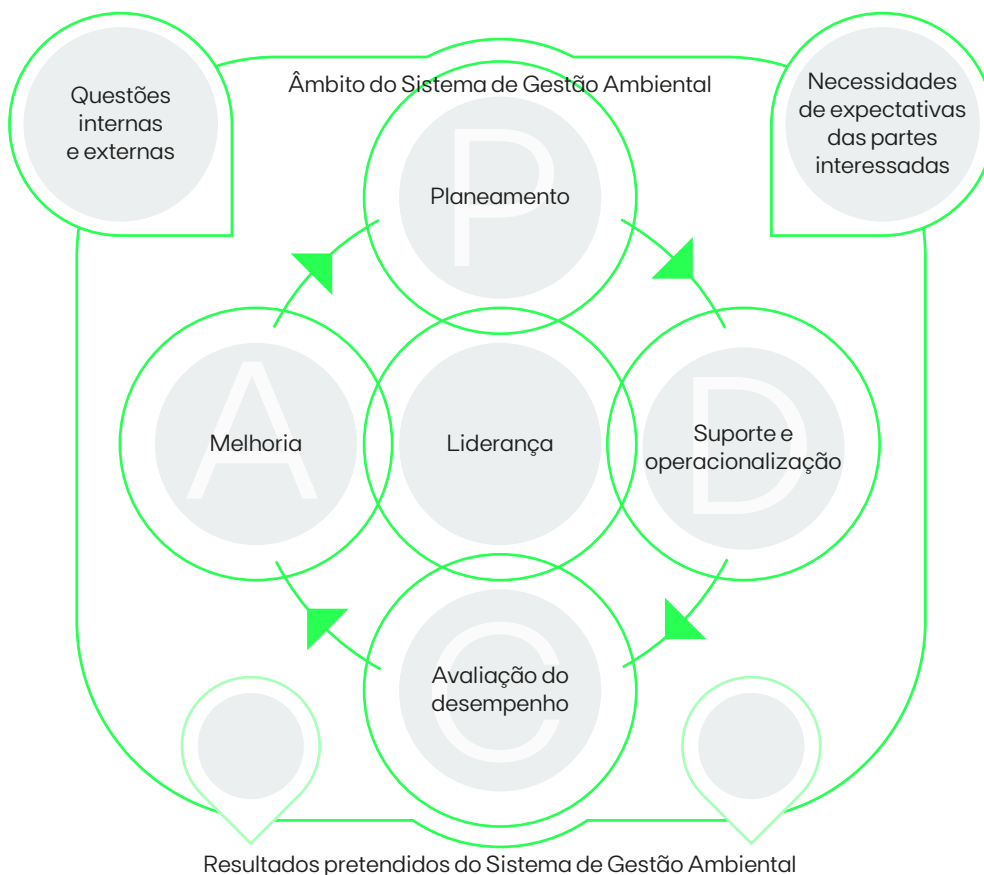 Âmbito do Sistema de Gestão Ambiental
Questões
internas
e externas
Necessidades
de expectativas
das partes
interessadas
P
Planeamento
A
Melhoria
Liderança
D
Suporte e
operacionalização
C
Avaliação do
desempenho
Resultados pretendidos do Sistema de Gestão Ambiental